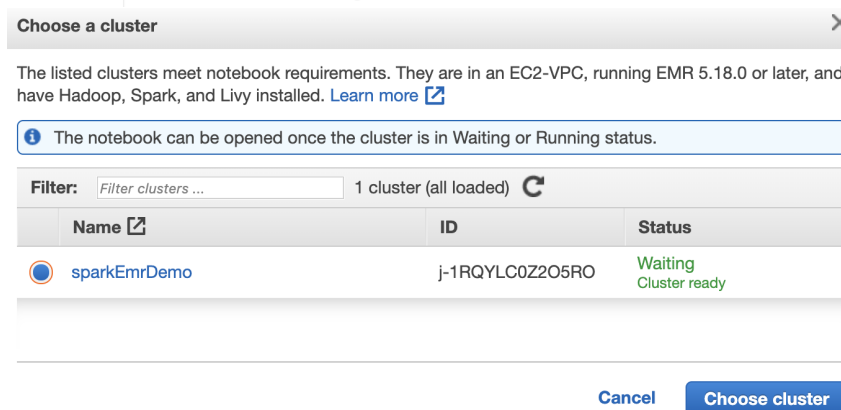 Choose a cluster
The listed clusters meet notebook requirements. They are in an EC2-VPC, running EMR 5.18.0 or later, and
have Hadoop, Spark, and Livy installed. Learn more
The notebook can be opened once the cluster is in Waiting or Running status.
Filter: Filter clusters ... 1 cluster (all loaded)
Name ID Status
sparkEmrDemo j-1RQYLC0Z2O5RO Waiting
Cluster ready
Cancel Choose cluster